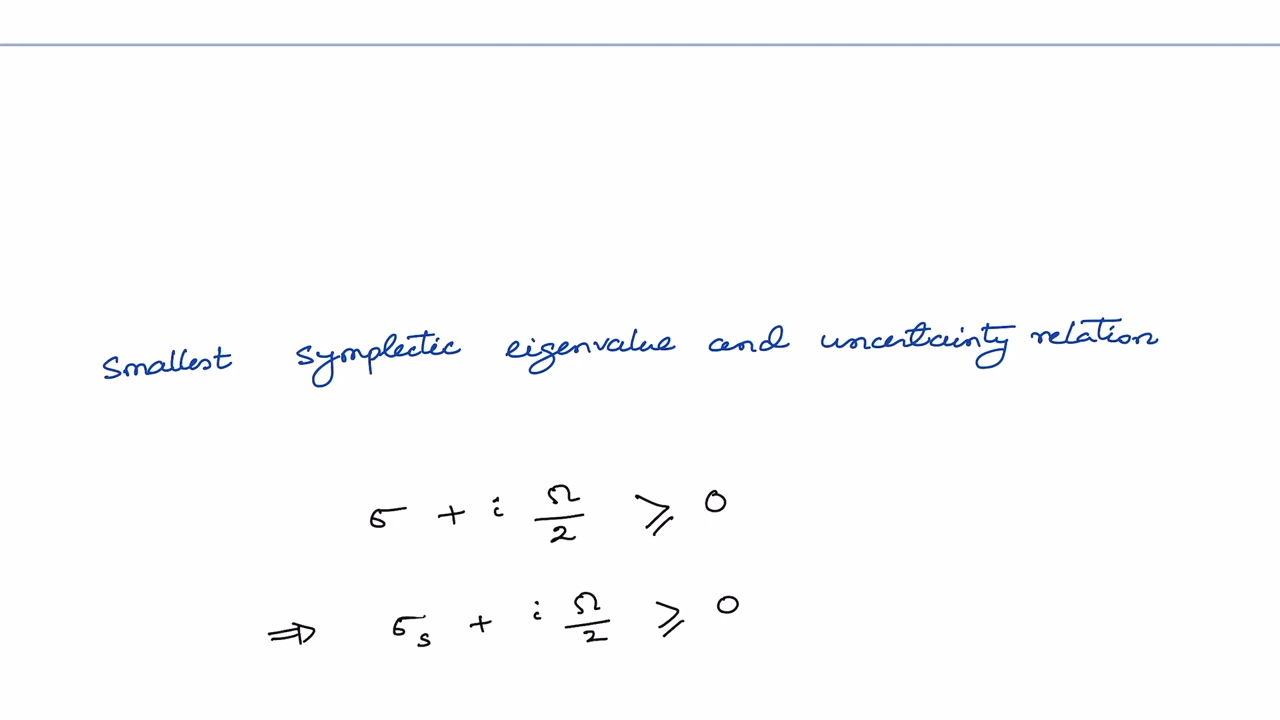 Smallest symplectic eigenvalue and uncertainty relation
σ + i Ω/2 ⩾ 0
⇒ σ_s + i Ω/2 ⩾ 0